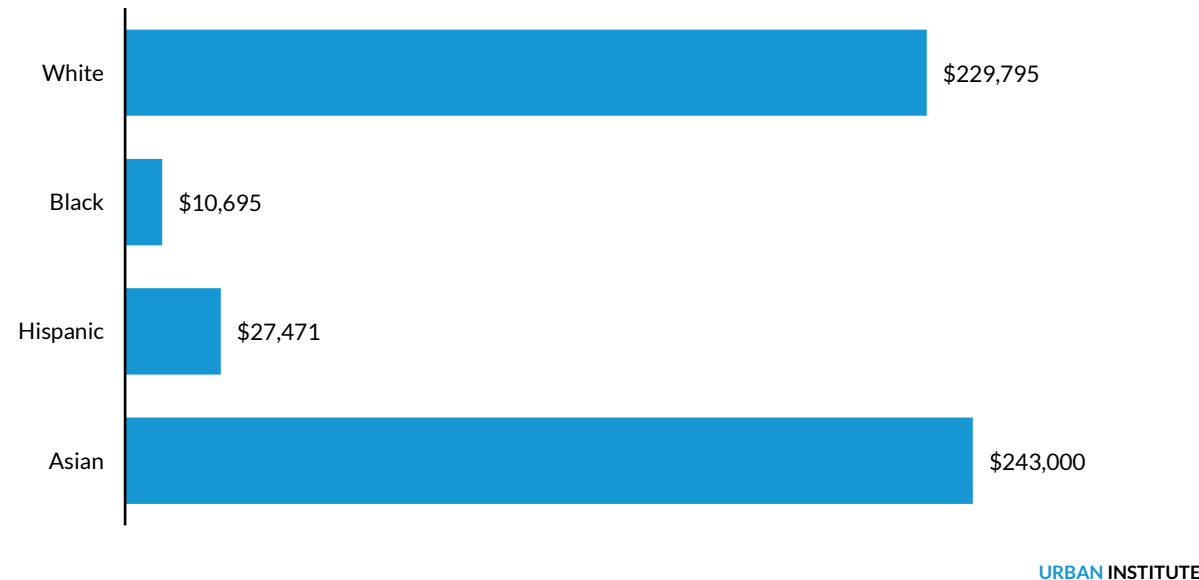 White $229,795
Black $10,695
Hispanic $27,471
Asian $243,000
URBAN INSTITUTE